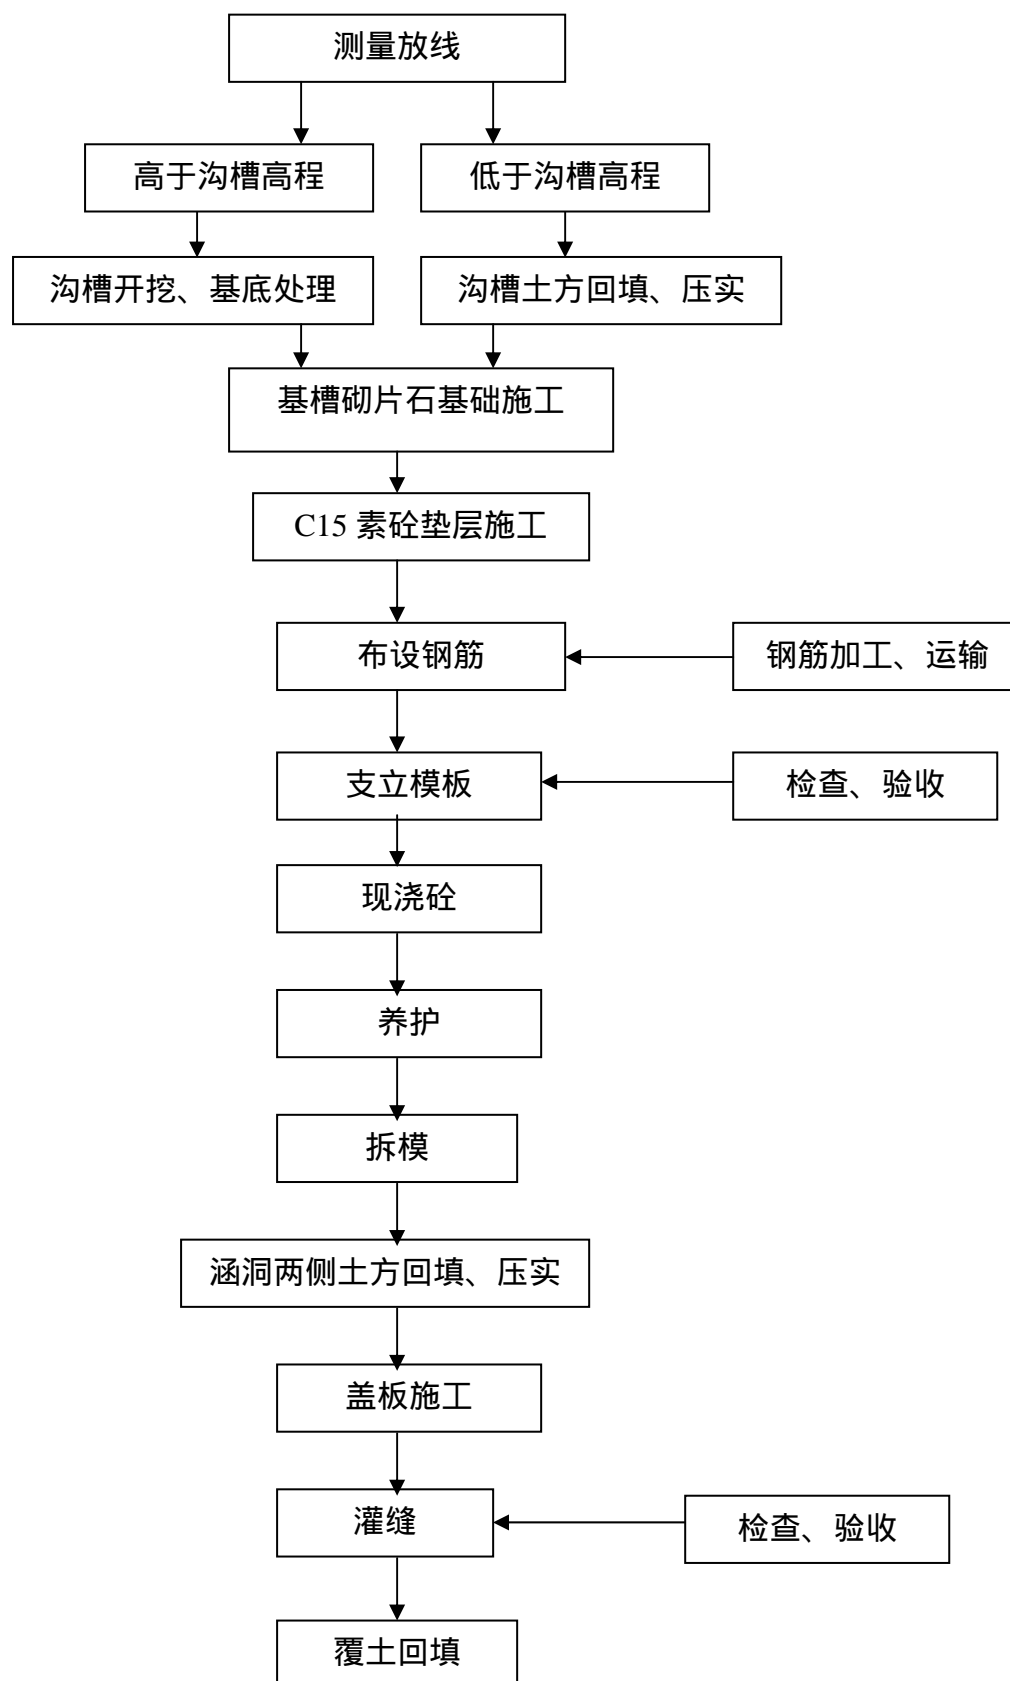 测量放线
高于沟槽高程
低于沟槽高程
沟槽开挖、基底处理
沟槽土方回填、压实
基槽砌片石基础施工
C15 素砼垫层施工
布设钢筋
钢筋加工、运输
支立模板
检查、验收
现浇砼
养护
拆模
涵洞两侧土方回填、压实
盖板施工
灌缝
检查、验收
覆土回填